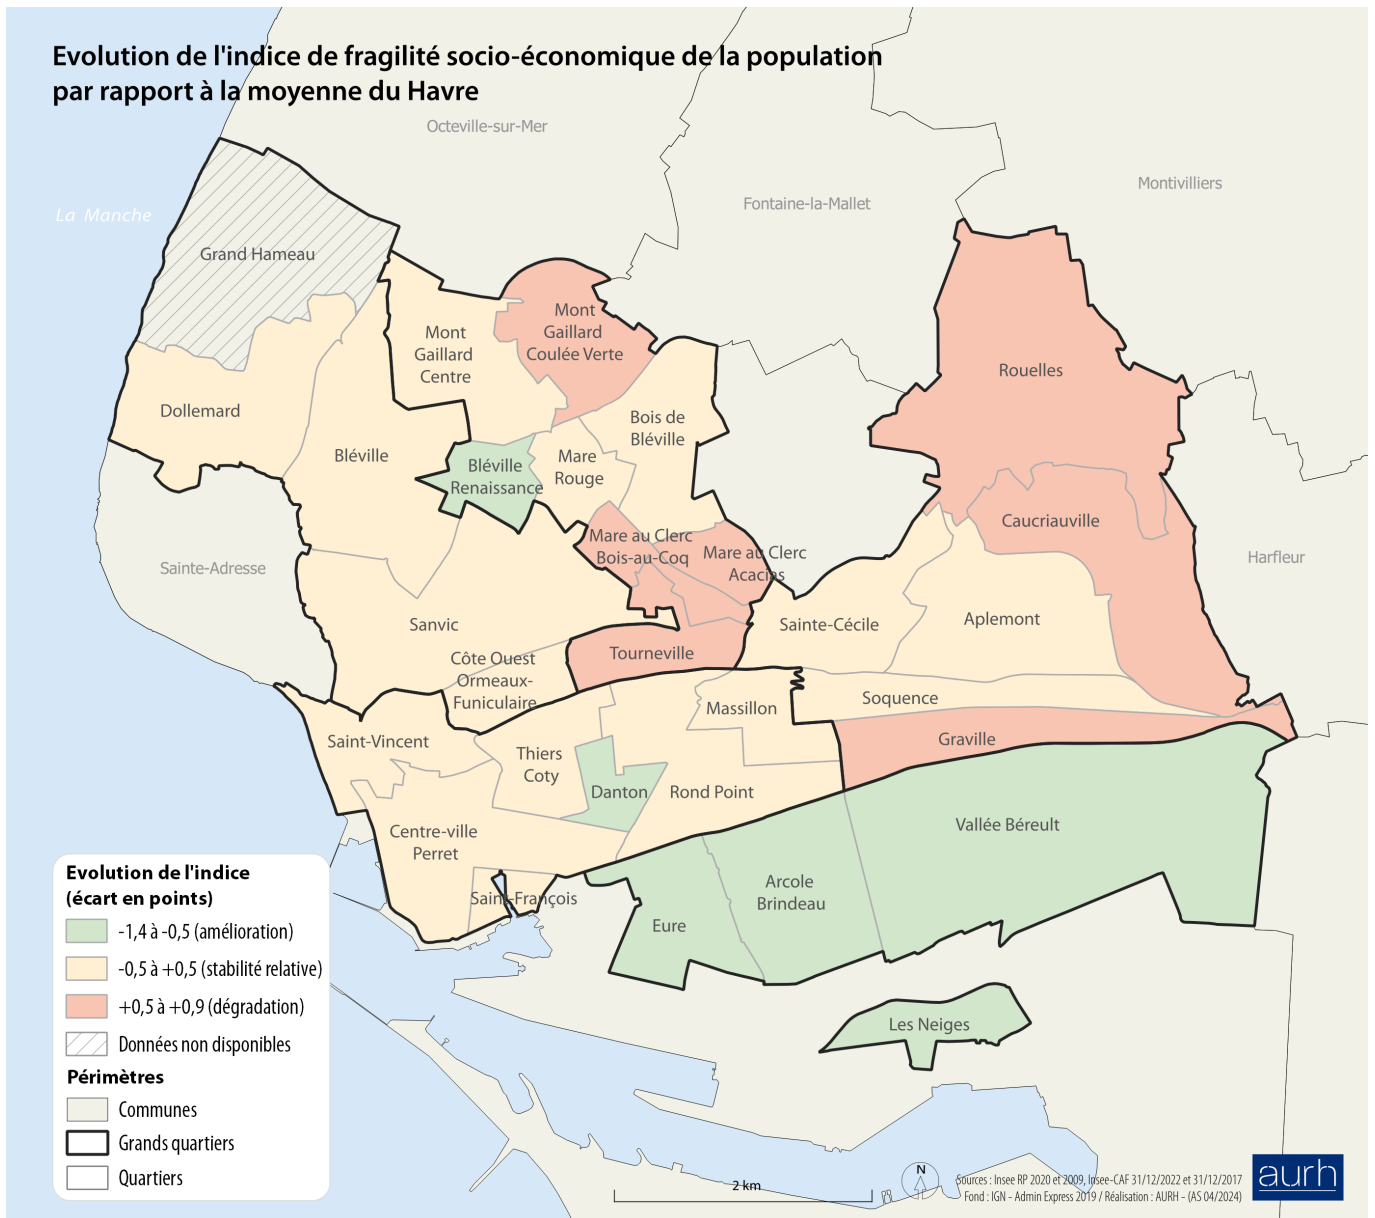 Evolution de l'indice de fragilité socio-économique de la population
par rapport à la moyenne du Havre
Octeville-sur-Mer
Montivilliers
Fontaine-la-Mallet
La Manche
Grand Hameau
Mont
Gaillard
Coulée Verte
Mont
Gaillard
Centre
Rouelles
Dollemard
Bois de
Bléville
Bléville
Mare
Rouge
Bléville
Renaissance
Caucriauville
Mare au Clerc
Bois-au-Coq
Mare au Clerc
Acacias
Harfleur
Sainte-Adresse
Sanvic
Sainte-Cécile
Aplemont
Tourneville
Côte Ouest
Ormeaux-
Funiculaire
Soquence
Massillon
Saint-Vincent
Graville
Thiers
Coty
Danton
Rond Point
Vallée Béreult
Centre-ville
Perret
Saint-François
Arcole
Brindeau
Eure
Les Neiges
Evolution de l'indice
(écart en points)
-1,4 à -0,5 (amélioration)
-0,5 à +0,5 (stabilité relative)
+0,5 à +0,9 (dégradation)
Données non disponibles
Périmètres
Communes
Grands quartiers
Quartiers
2 km
N
Sources : Insee RP 2020 et 2009, Insee-CAF 31/12/2022 et 31/12/2017
Fond : IGN - Admin Express 2019 / Réalisation : AURH - (AS 04/2024)
aurh